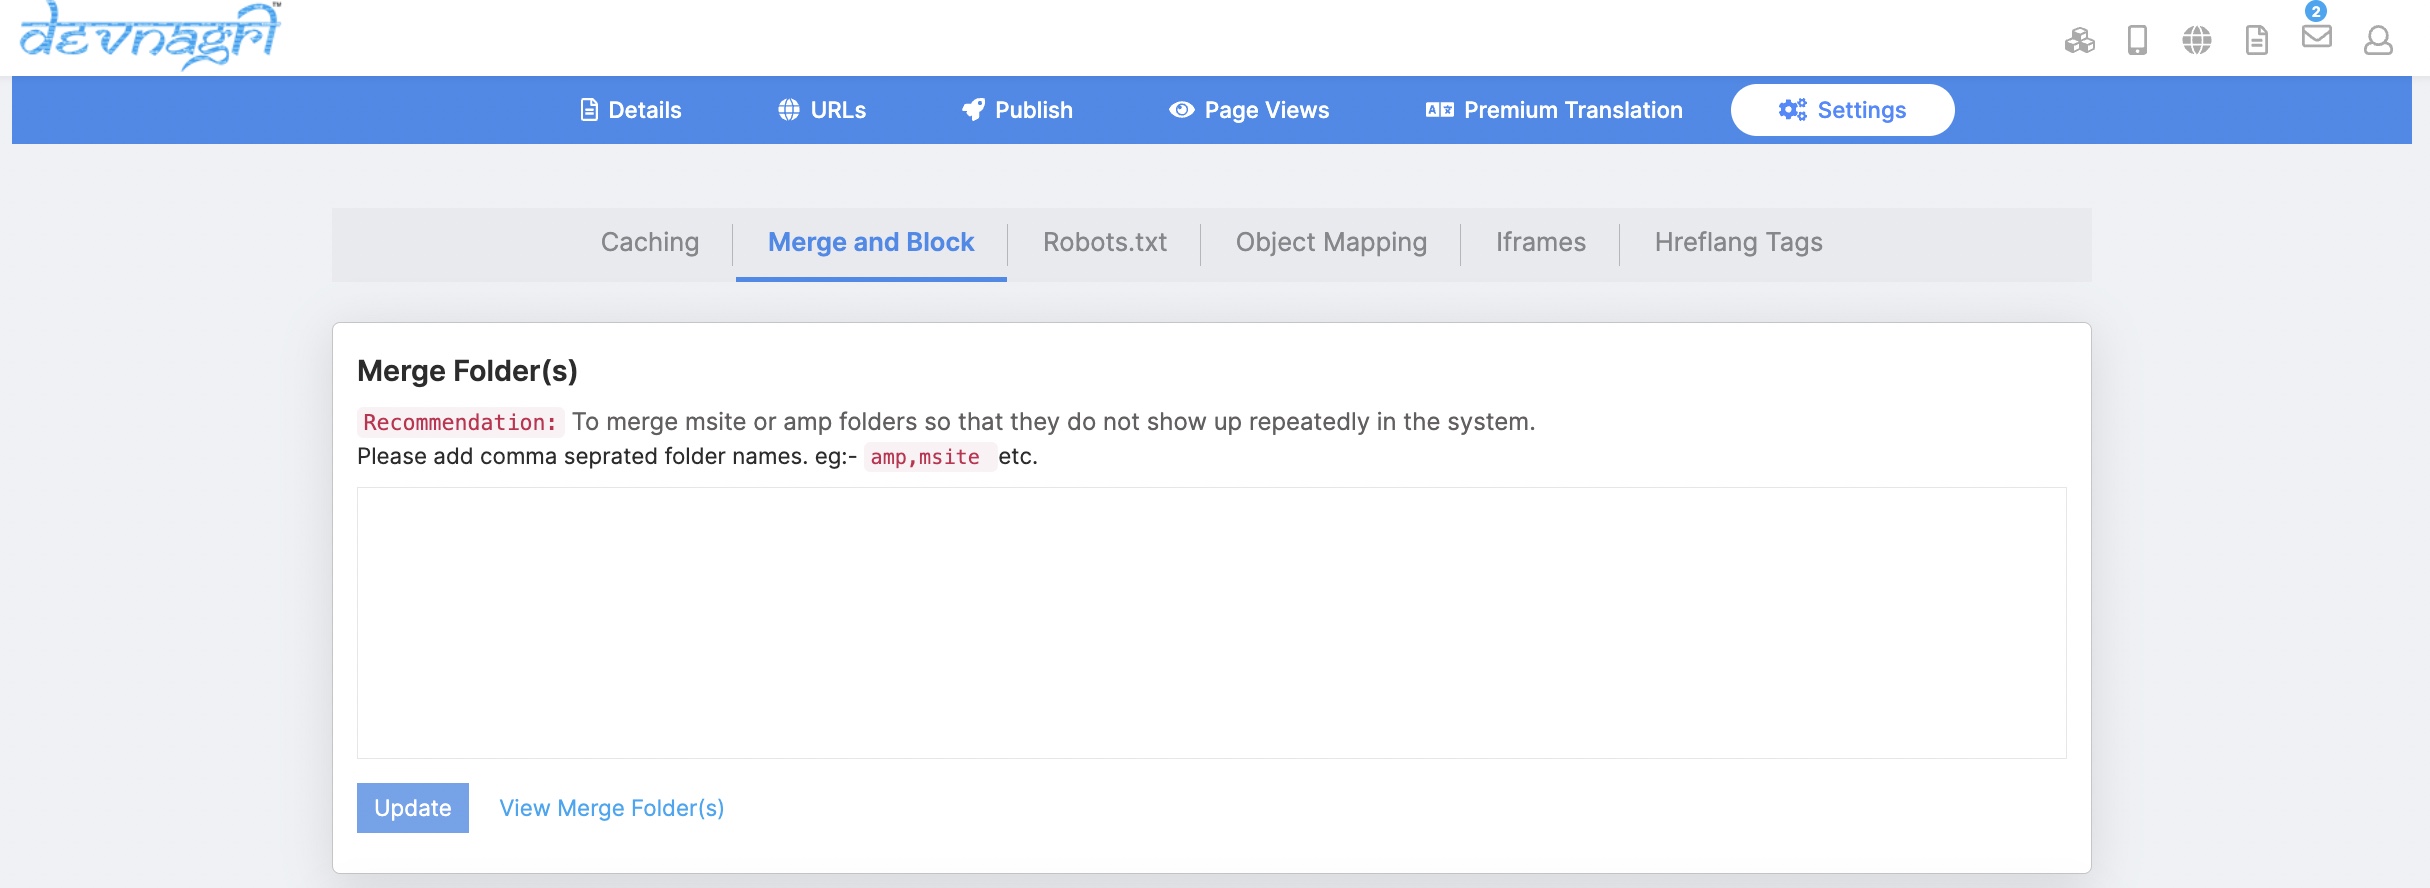 devnagri™
2
Details
URLs
Publish
Page Views
Premium Translation
Settings
Caching
Merge and Block
Robots.txt
Object Mapping
Iframes
Hreflang Tags
Merge Folder(s)
Recommendation: To merge msite or amp folders so that they do not show up repeatedly in the system.
Please add comma seprated folder names. eg:- amp,msite etc.
Update
View Merge Folder(s)